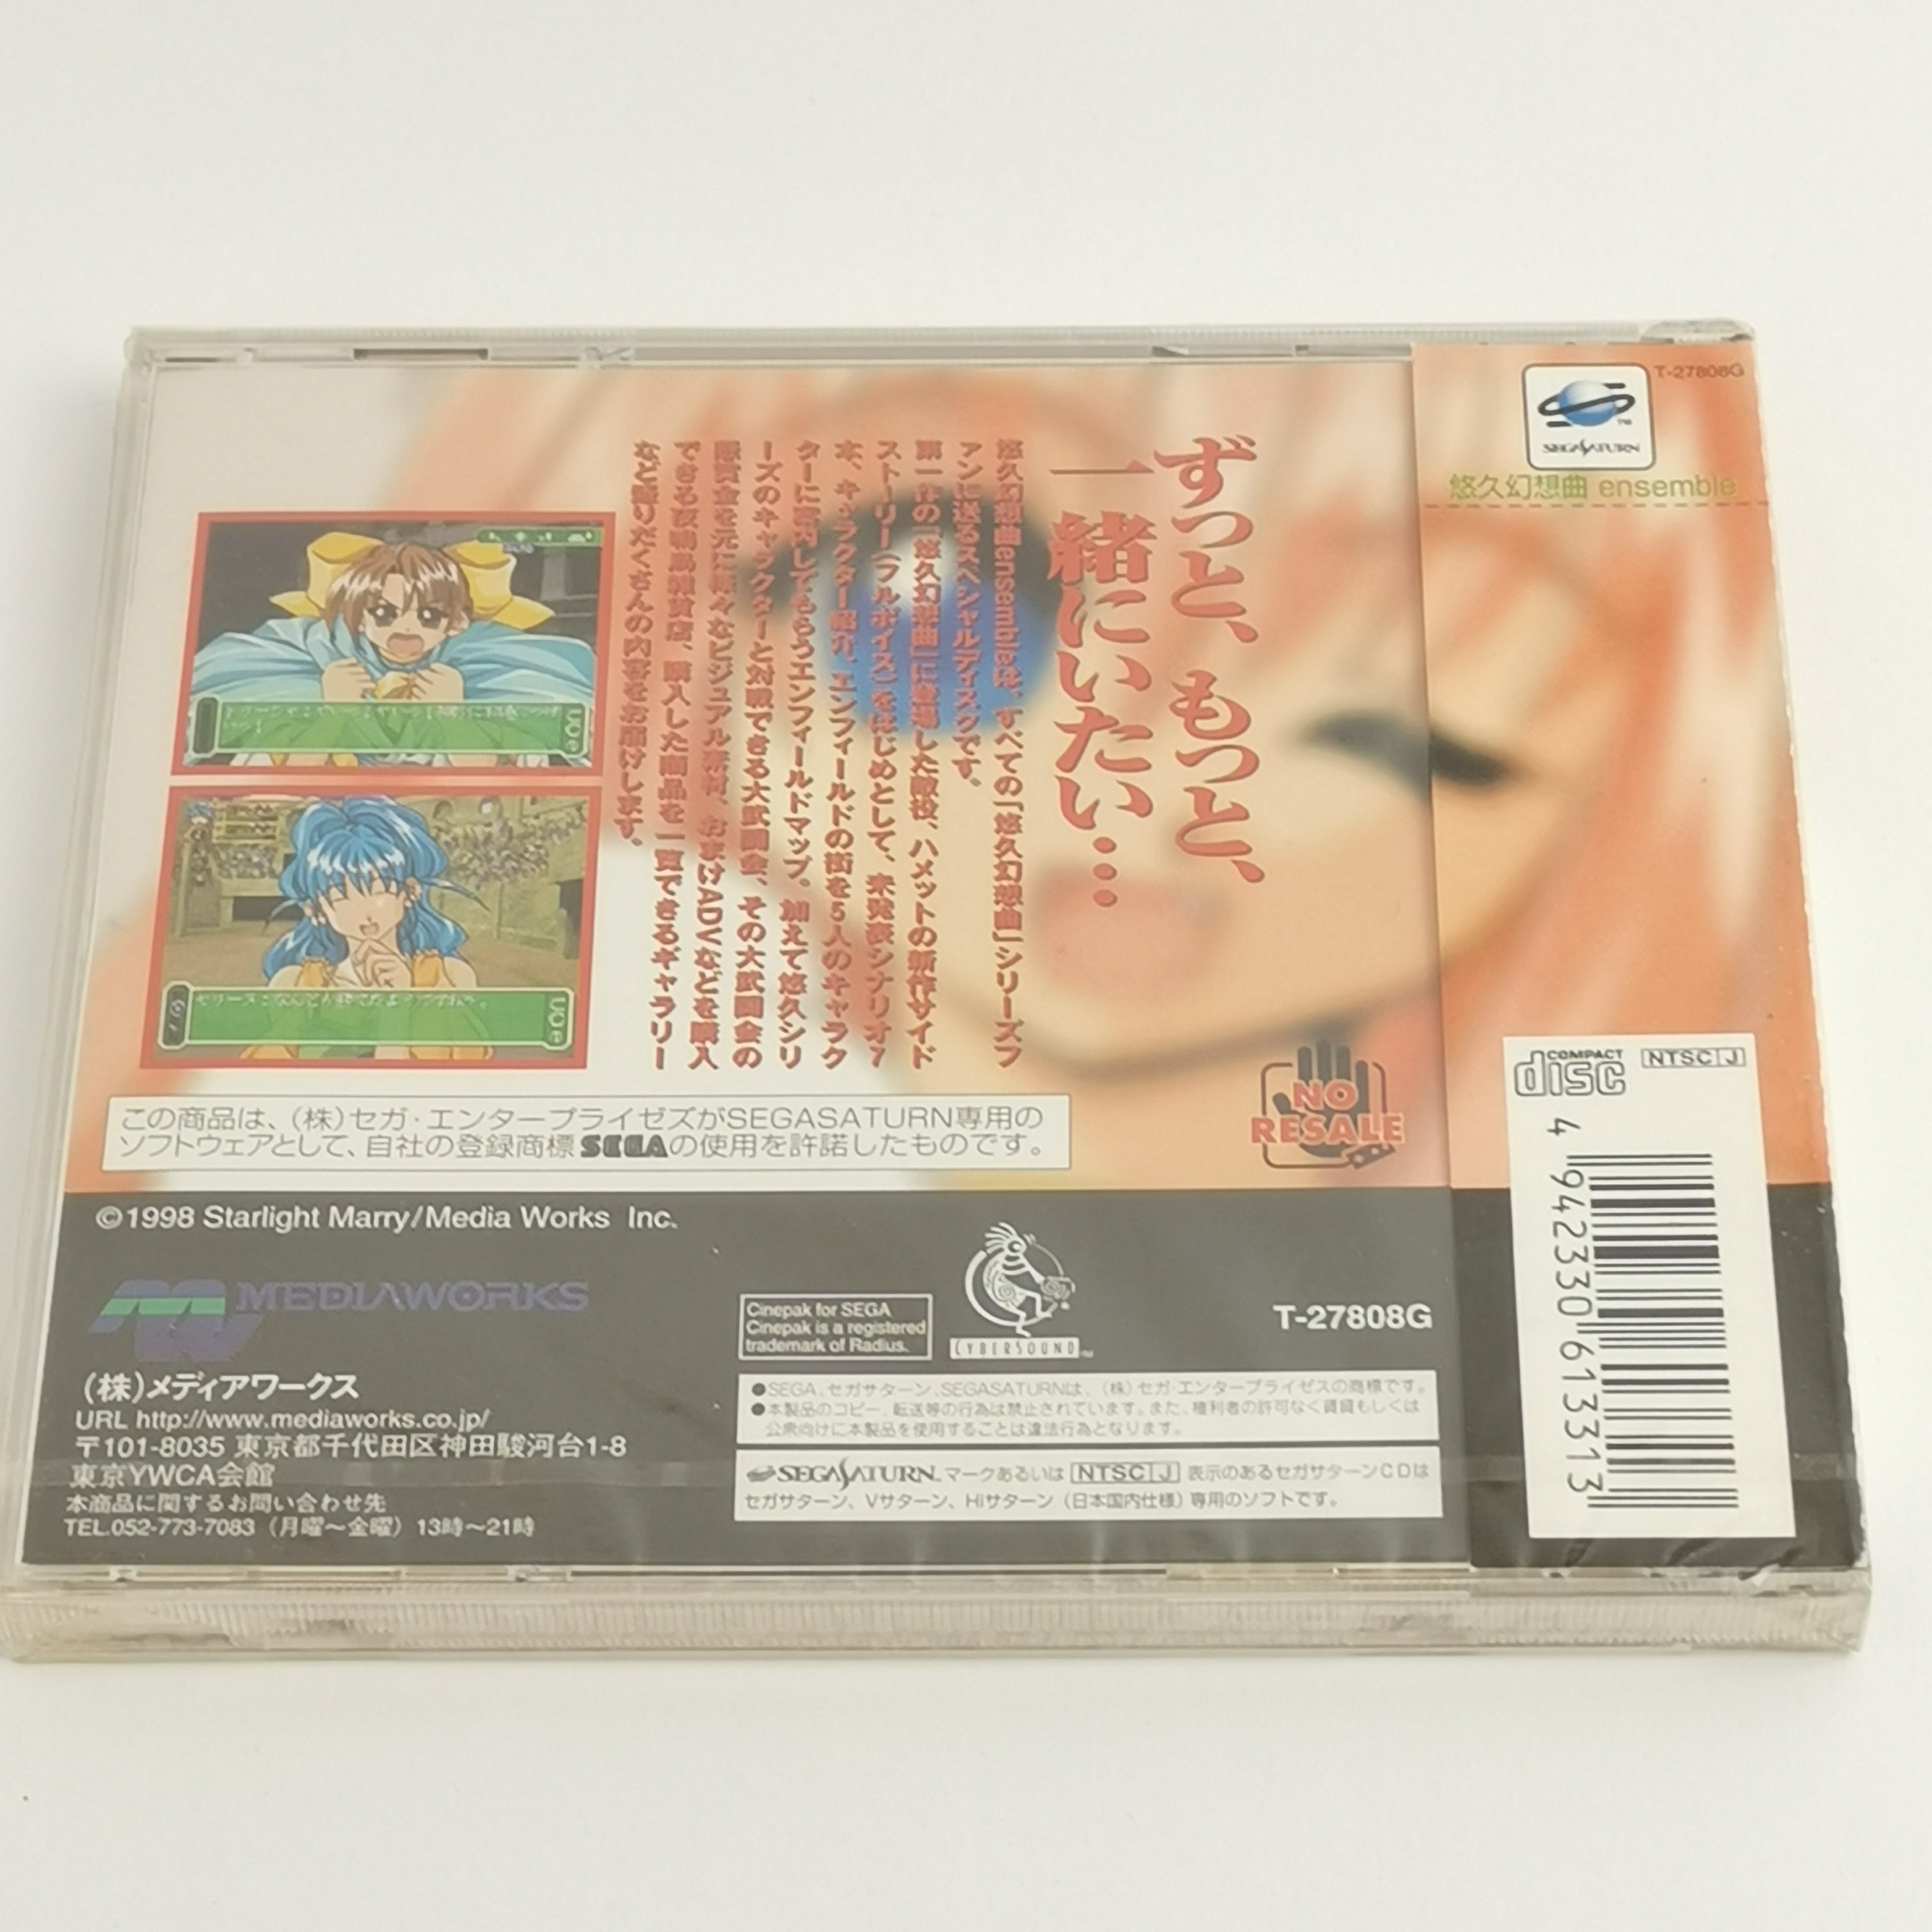 T-27808G
SEGA SATURN
悠久幻想曲 ensemble
ずっと、もっと、
一緒にいたい…
悠久幻想曲ensembleは、すべての「悠久幻想曲」シリーズフ
ァンに送るスペシャルディスクです。
第一作の「悠久幻想曲」に登場した敵役、ハメットの新作サイド
ストーリー(フルボイス)をはじめとして、未発表シナリオ7
本、キャラクター紹介、エンフィールドの街を5人のキャラク
ターに案内してもらうエンフィールドマップ。加えて悠久シリ
ーズのキャラクターと対戦できる大武闘会、その大武闘会の
懸賞金を元に様々なビジュアル素材、おまけADVなどを購入
できる夜鳴鳥雑貨店、購入した商品を一覧できるギャラリー
など盛りだくさんの内容をお届けします。
この商品は、(株)セガ・エンタープライゼズがSEGASATURN専用の
ソフトウェアとして、自社の登録商標SEGAの使用を許諾したものです。
NO
RESALE
©1998 Starlight Marry/Media Works Inc.
MEDIAWORKS
(株)メディアワークス
URL http://www.mediaworks.co.jp/
〒101-8035 東京都千代田区神田駿河台1-8
東京YWCA会館
本商品に関するお問い合わせ先
TEL.052-773-7083(月曜〜金曜)13時〜21時
Cinepak for SEGA
Cinepak is a registered
trademark of Radius.
CYBERSOUND™
T-27808G
●SEGA、セガサターン、SEGASATURNは、(株)セガ・エンタープライゼスの商標です。
●本製品のコピー、転送等の行為は禁止されています。また、権利者の許可なく賃貸もしくは
公衆向けに本製品を使用することは違法行為となります。
SEGA SATURN.マークあるいは NTSC J 表示のあるセガサターンCDは
セガサターン、Vサターン、Hiサターン(日本国内仕様)専用のソフトです。
COMPACT disc
NTSC J
4 942330 613313